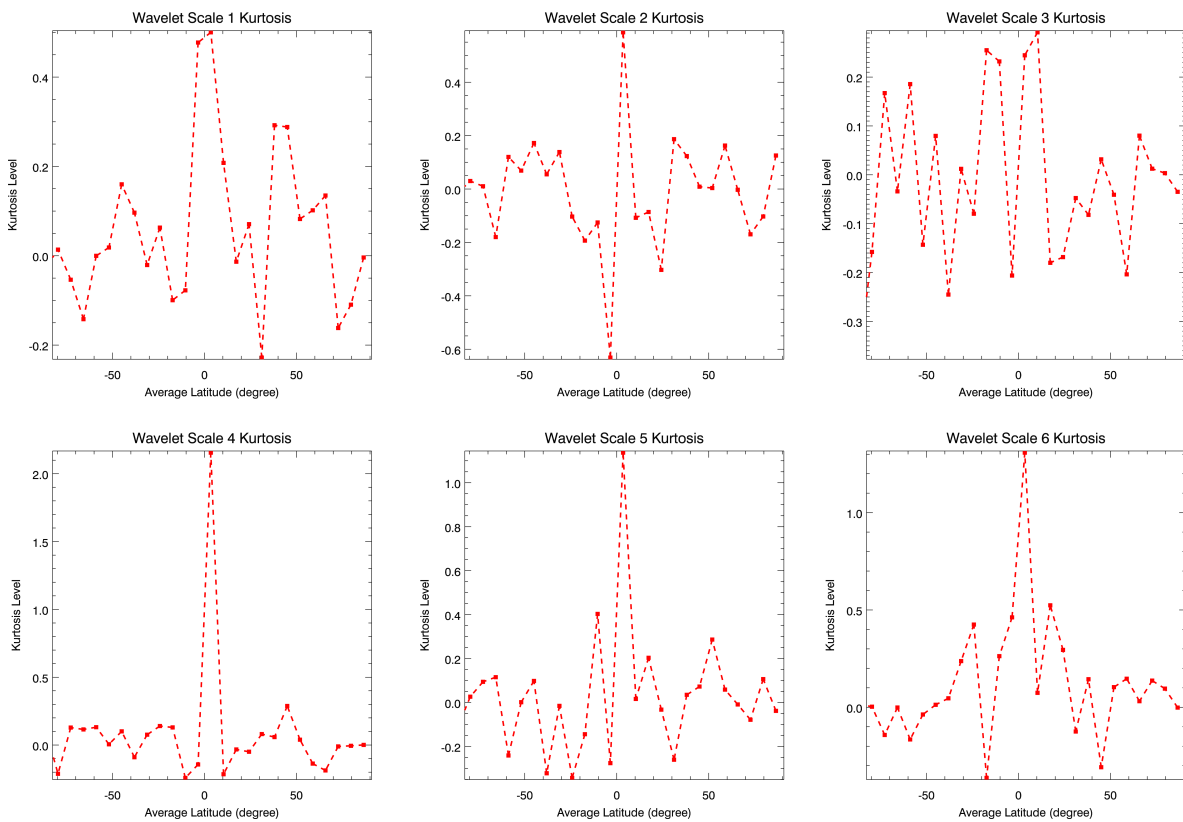 Wavelet Scale 1 Kurtosis
Kurtosis Level
0.4
0.2
0.0
-0.2
-50 0 50
Average Latitude (degree)
Wavelet Scale 2 Kurtosis
Kurtosis Level
0.4
0.2
0.0
-0.2
-0.4
-0.6
-50 0 50
Average Latitude (degree)
Wavelet Scale 3 Kurtosis
Kurtosis Level
0.2
0.1
0.0
-0.1
-0.2
-0.3
-50 0 50
Average Latitude (degree)
Wavelet Scale 4 Kurtosis
Kurtosis Level
2.0
1.5
1.0
0.5
0.0
-50 0 50
Average Latitude (degree)
Wavelet Scale 5 Kurtosis
Kurtosis Level
1.0
0.8
0.6
0.4
0.2
0.0
-0.2
-50 0 50
Average Latitude (degree)
Wavelet Scale 6 Kurtosis
Kurtosis Level
1.0
0.5
0.0
-50 0 50
Average Latitude (degree)